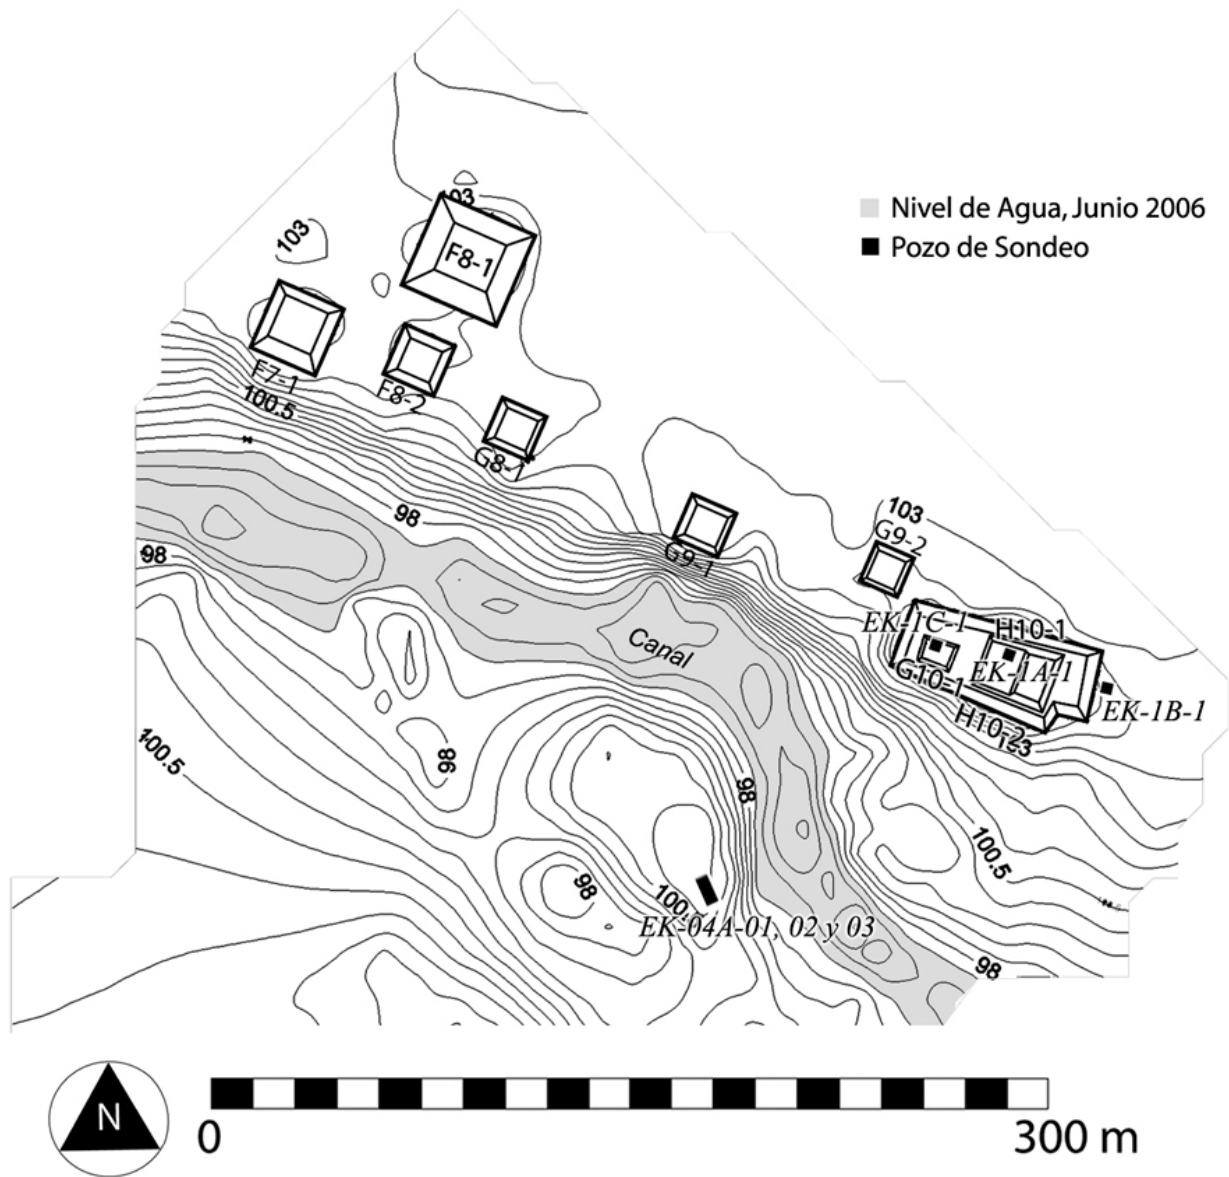 103
Nivel de Agua, Junio 2006
Pozo de Sondeo
103
F8-1
F7-1
F8-2
100.5
G8-1
98
103
G9-2
G9-1
98
EK-1C-1
H10-1
Canal
G10-1
EK-1A-1
EK-1B-1
H10-2
100.5
98
98
100.5
98
EK-04A-01, 02 y 03
98
N
0
300 m